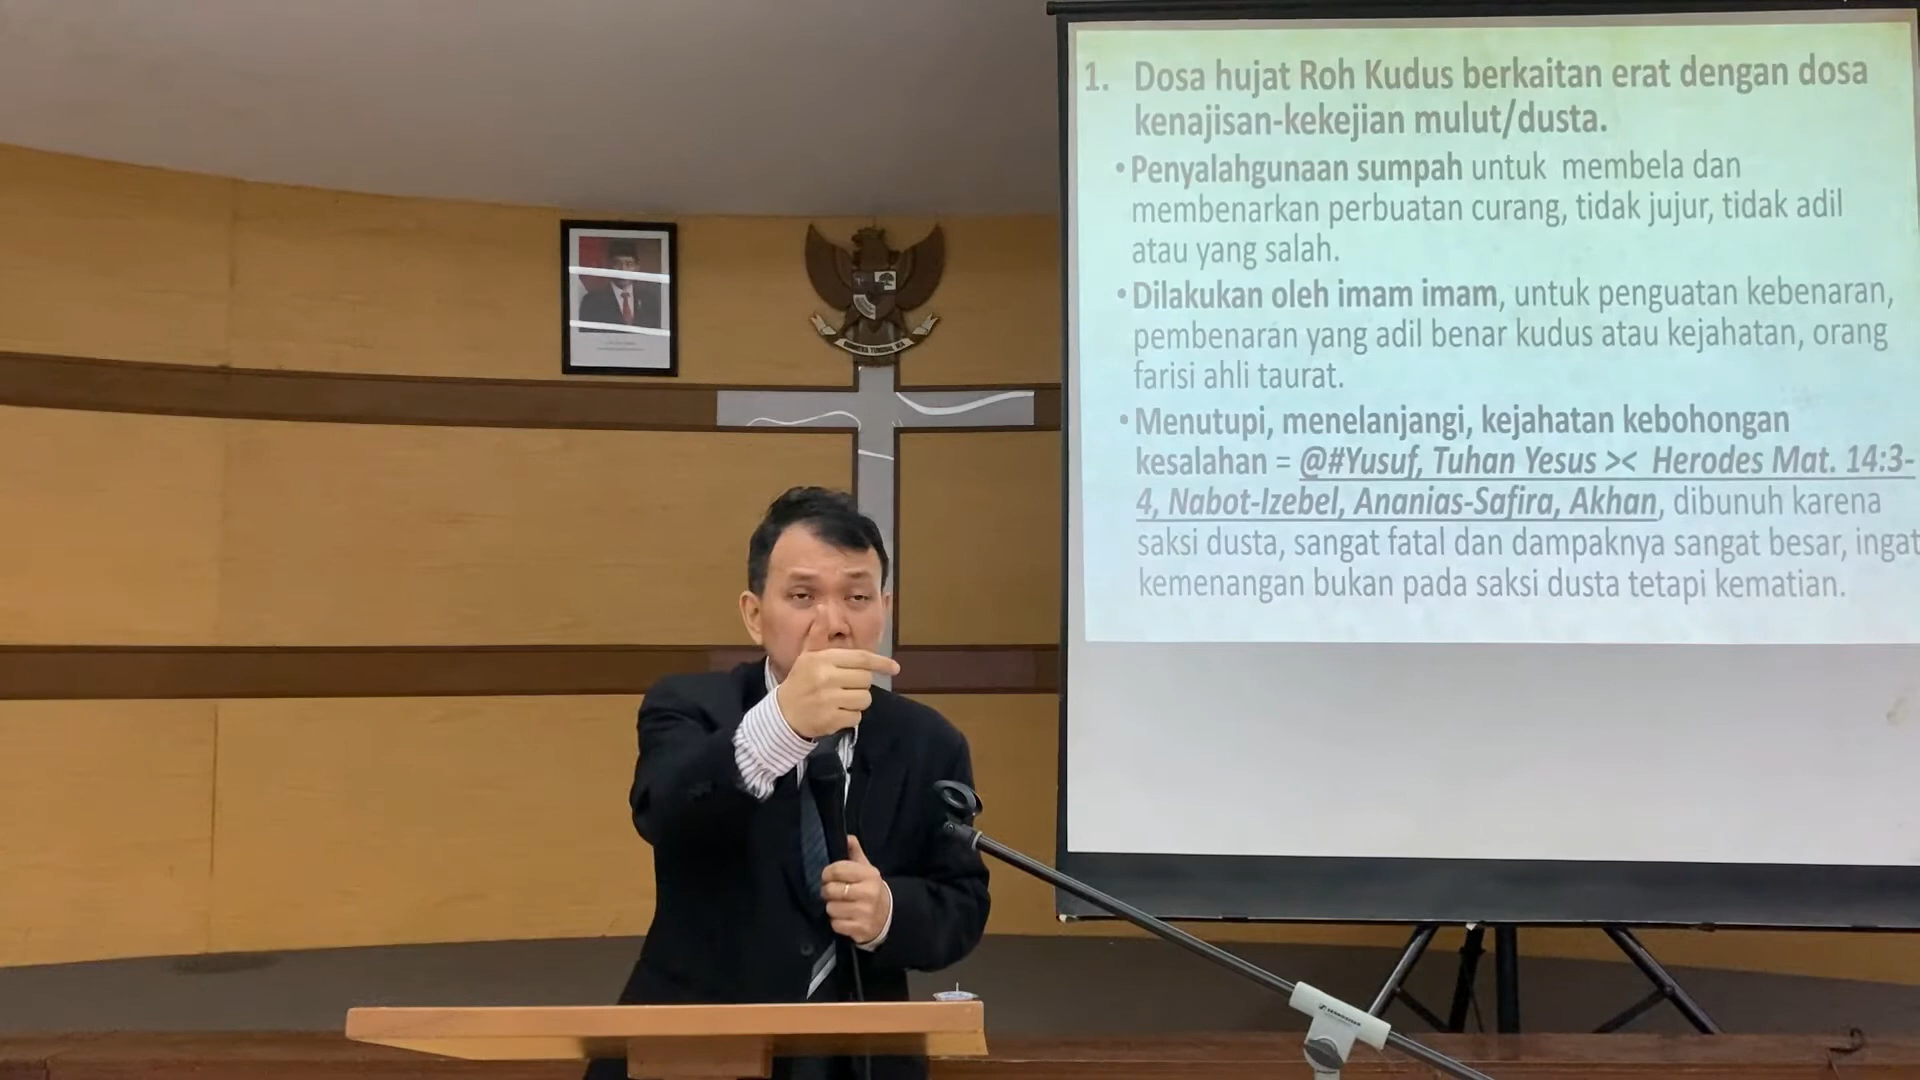 1. Dosa hujat Roh Kudus berkaitan erat dengan dosa
kenajisan-kekejian mulut/dusta.
•Penyalahgunaan sumpah untuk membela dan
membenarkan perbuatan curang, tidak jujur, tidak adil
atau yang salah.
•Dilakukan oleh imam imam, untuk penguatan kebenaran,
pembenaran yang adil benar kudus atau kejahatan, orang
farisi ahli taurat.
•Menutupi, menelanjangi, kejahatan kebohongan
kesalahan = @#Yusuf, Tuhan Yesus >< Herodes Mat. 14:3-
4, Nabot-Izebel, Ananias-Safira, Akhan, dibunuh karena
saksi dusta, sangat fatal dan dampaknya sangat besar, ingat
kemenangan bukan pada saksi dusta tetapi kematian.